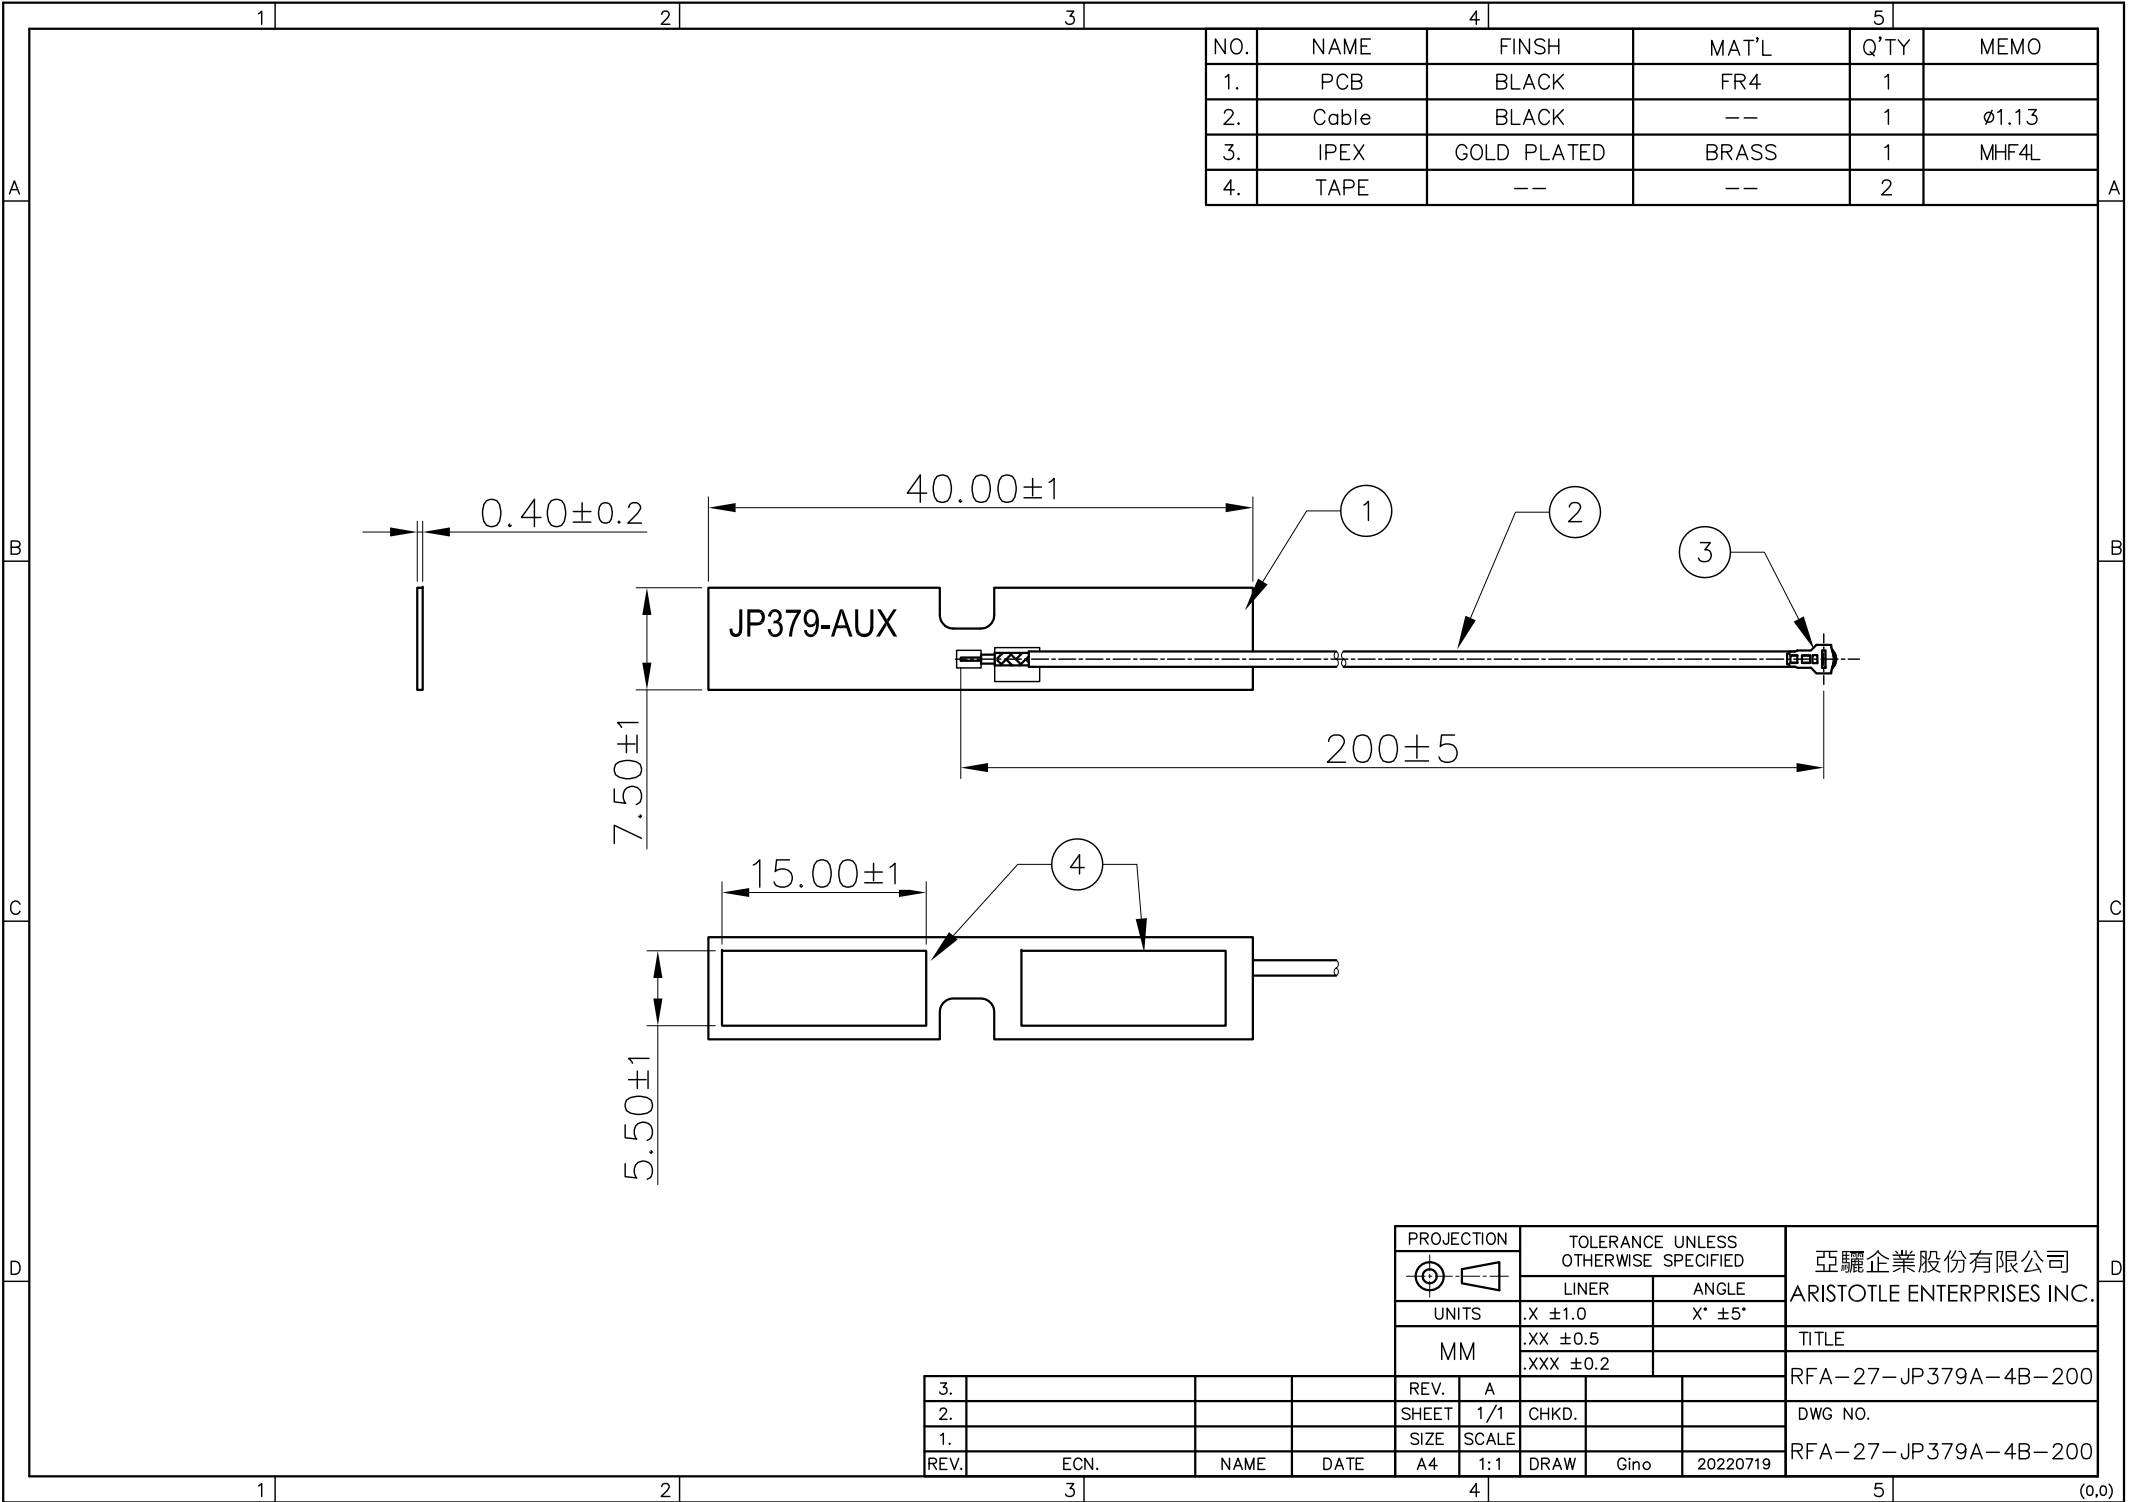 1 2 3 4 5
NO. NAME FINSH MAT'L Q'TY MEMO
1. PCB BLACK FR4 1
2. Cable BLACK -- 1 ø1.13
3. IPEX GOLD PLATED BRASS 1 MHF4L
4. TAPE -- -- 2
A A
0.40±0.2
40.00±1
1
2
3
B B
JP379-AUX
7.50±1
200±5
15.00±1
4
C C
5.50±1
D D
PROJECTION
TOLERANCE UNLESS
OTHERWISE SPECIFIED
LINER ANGLE
UNITS .X ±1.0 X° ±5°
MM
.XX ±0.5
.XXX ±0.2
亞驪企業股份有限公司
ARISTOTLE ENTERPRISES INC.
TITLE
RFA-27-JP379A-4B-200
DWG NO.
RFA-27-JP379A-4B-200
3. REV. A
2. SHEET 1/1 CHKD.
1. SIZE SCALE
REV. ECN. NAME DATE A4 1:1 DRAW Gino 20220719
1 2 3 4 5 (0,0)